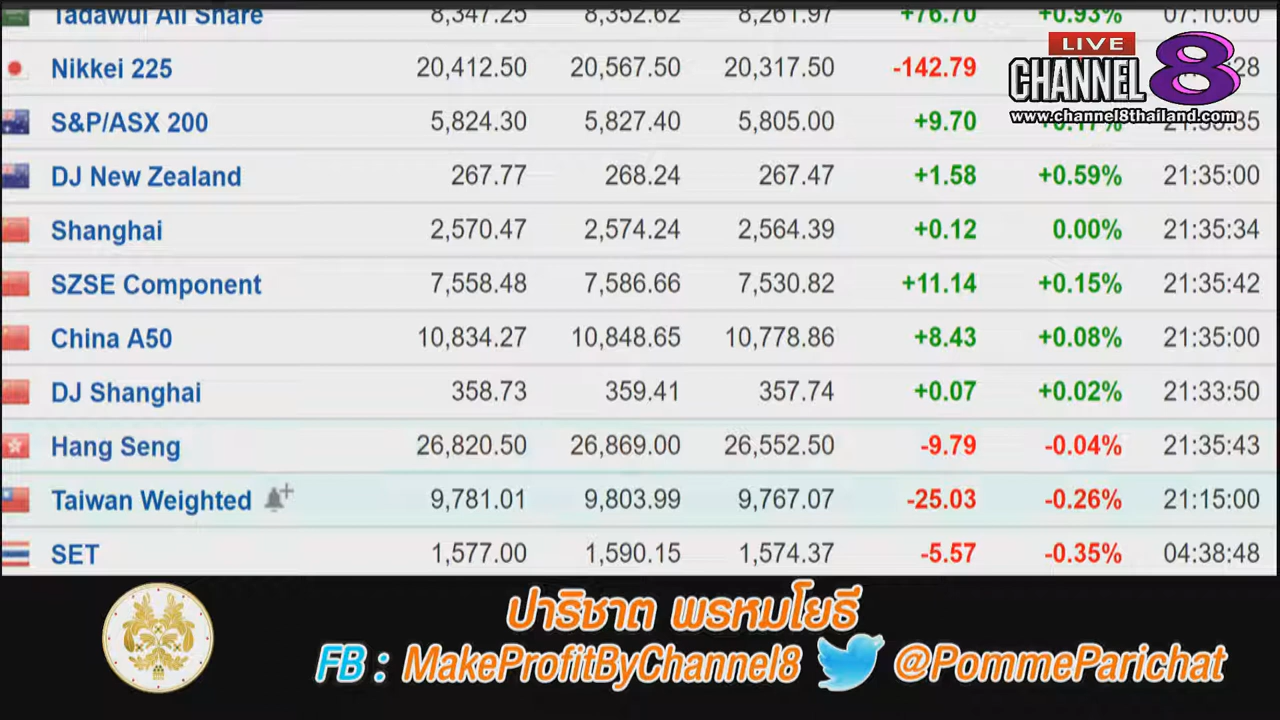 Tadawul All Share 8,347.25 8,352.62 8,261.97 +76.70 +0.93% 07:10:00
LIVE
CHANNEL 8
www.channel8thailand.com
Nikkei 225 20,412.50 20,567.50 20,317.50 -142.79 28
S&P/ASX 200 5,824.30 5,827.40 5,805.00 +9.70 +0.17% 21:35:35
DJ New Zealand 267.77 268.24 267.47 +1.58 +0.59% 21:35:00
Shanghai 2,570.47 2,574.24 2,564.39 +0.12 0.00% 21:35:34
SZSE Component 7,558.48 7,586.66 7,530.82 +11.14 +0.15% 21:35:42
China A50 10,834.27 10,848.65 10,778.86 +8.43 +0.08% 21:35:00
DJ Shanghai 358.73 359.41 357.74 +0.07 +0.02% 21:33:50
Hang Seng 26,820.50 26,869.00 26,552.50 -9.79 -0.04% 21:35:43
Taiwan Weighted 9,781.01 9,803.99 9,767.07 -25.03 -0.26% 21:15:00
SET 1,577.00 1,590.15 1,574.37 -5.57 -0.35% 04:38:48
ปาริชาต พรหมโยธี
FB : MakeProfitByChannel8 @PommeParichat